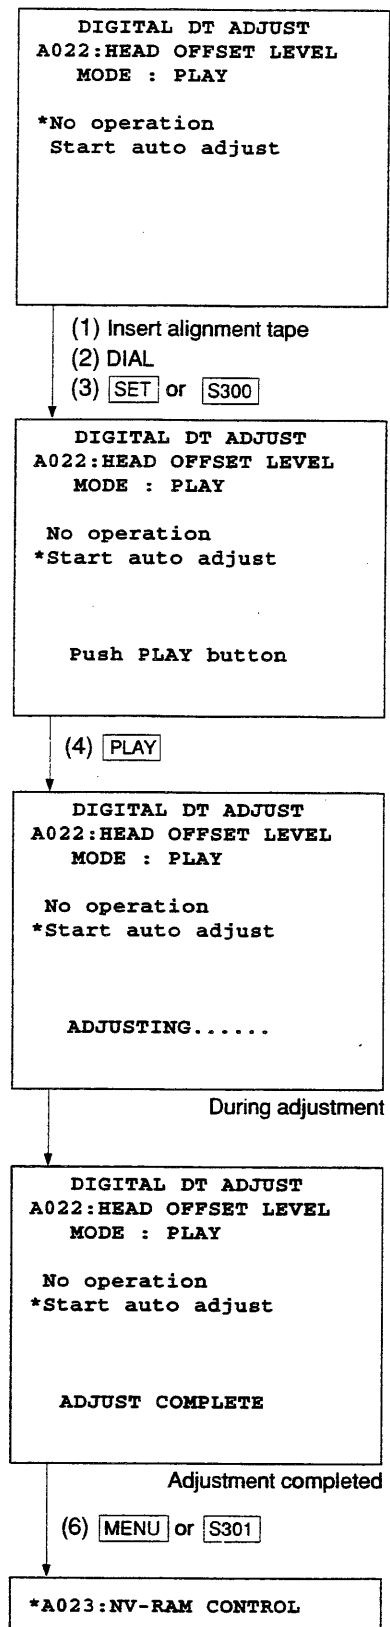 DIGITAL DT ADJUST
A022:HEAD OFFSET LEVEL
MODE : PLAY
*No operation
Start auto adjust
(1) Insert alignment tape
(2) DIAL
(3) SET or S300
DIGITAL DT ADJUST
A022:HEAD OFFSET LEVEL
MODE : PLAY
No operation
*Start auto adjust
Push PLAY button
(4) PLAY
DIGITAL DT ADJUST
A022:HEAD OFFSET LEVEL
MODE : PLAY
No operation
*Start auto adjust
ADJUSTING......
During adjustment
DIGITAL DT ADJUST
A022:HEAD OFFSET LEVEL
MODE : PLAY
No operation
*Start auto adjust
ADJUST COMPLETE
Adjustment completed
(6) MENU or S301
*A023:NV-RAM CONTROL